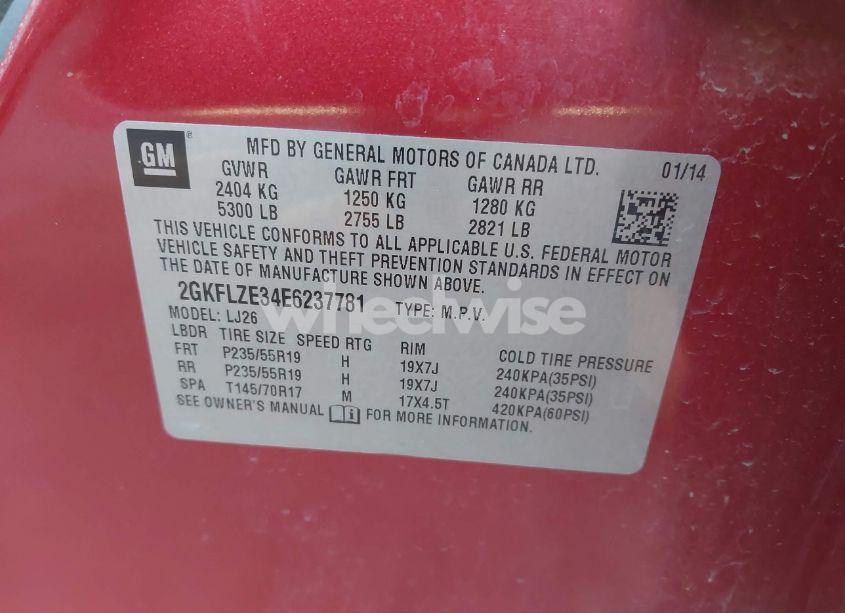 GM ®
MFD BY GENERAL MOTORS OF CANADA LTD. 01/14
GVWR GAWR FRT GAWR RR
2404 KG 1250 KG 1280 KG
5300 LB 2755 LB 2821 LB
THIS VEHICLE CONFORMS TO ALL APPLICABLE U.S. FEDERAL MOTOR
VEHICLE SAFETY AND THEFT PREVENTION STANDARDS IN EFFECT ON
THE DATE OF MANUFACTURE SHOWN ABOVE.
2GKFLZE34E6237781 TYPE: M.P.V.
wheelwise
MODEL: LJ26
LBDR TIRE SIZE SPEED RTG RIM COLD TIRE PRESSURE
FRT P235/55R19 H 19X7J 240KPA(35PSI)
RR P235/55R19 H 19X7J 240KPA(35PSI)
SPA T145/70R17 M 17X4.5T 420KPA(60PSI)
SEE OWNER'S MANUAL FOR MORE INFORMATION.